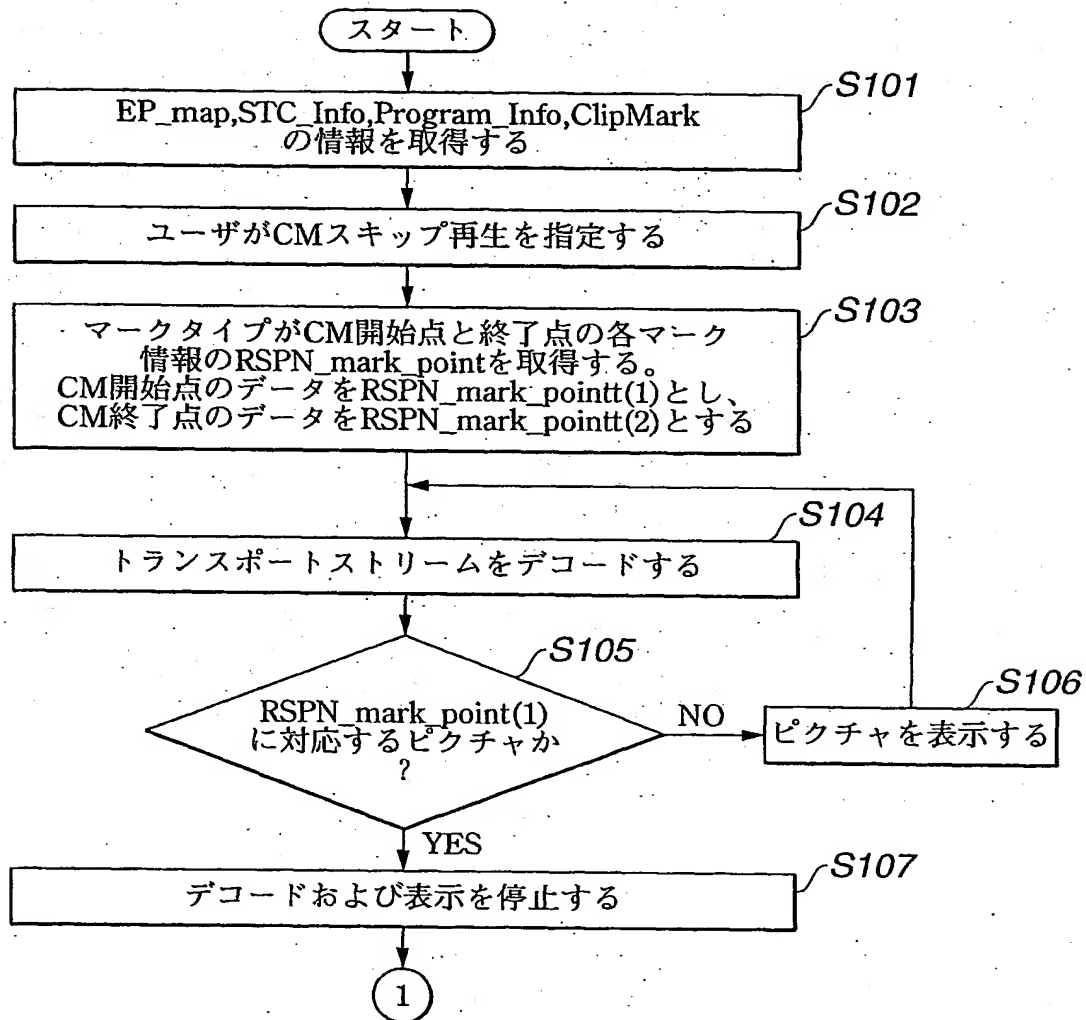 スタート
S101
EP_map,STC_Info,Program_Info,ClipMark
の情報を取得する
S102
ユーザがCMスキップ再生を指定する
S103
マークタイプがCM開始点と終了点の各マーク
情報のRSPN_mark_pointを取得する。
CM開始点のデータをRSPN_mark_pointt(1)とし、
CM終了点のデータをRSPN_mark_pointt(2)とする
S104
トランスポートストリームをデコードする
S105
RSPN_mark_point(1)
に対応するピクチャか
?
NO
S106
ピクチャを表示する
YES
S107
デコードおよび表示を停止する
1